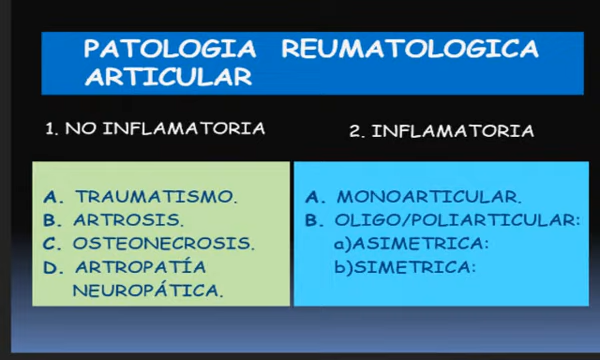 PATOLOGIA REUMATOLOGICA
ARTICULAR
1. NO INFLAMATORIA
2. INFLAMATORIA
A. TRAUMATISMO.
B. ARTROSIS.
C. OSTEONECROSIS.
D. ARTROPATÍA
NEUROPÁTICA.
A. MONOARTICULAR.
B. OLIGO/POLIARTICULAR:
a)ASIMETRICA:
b)SIMETRICA: